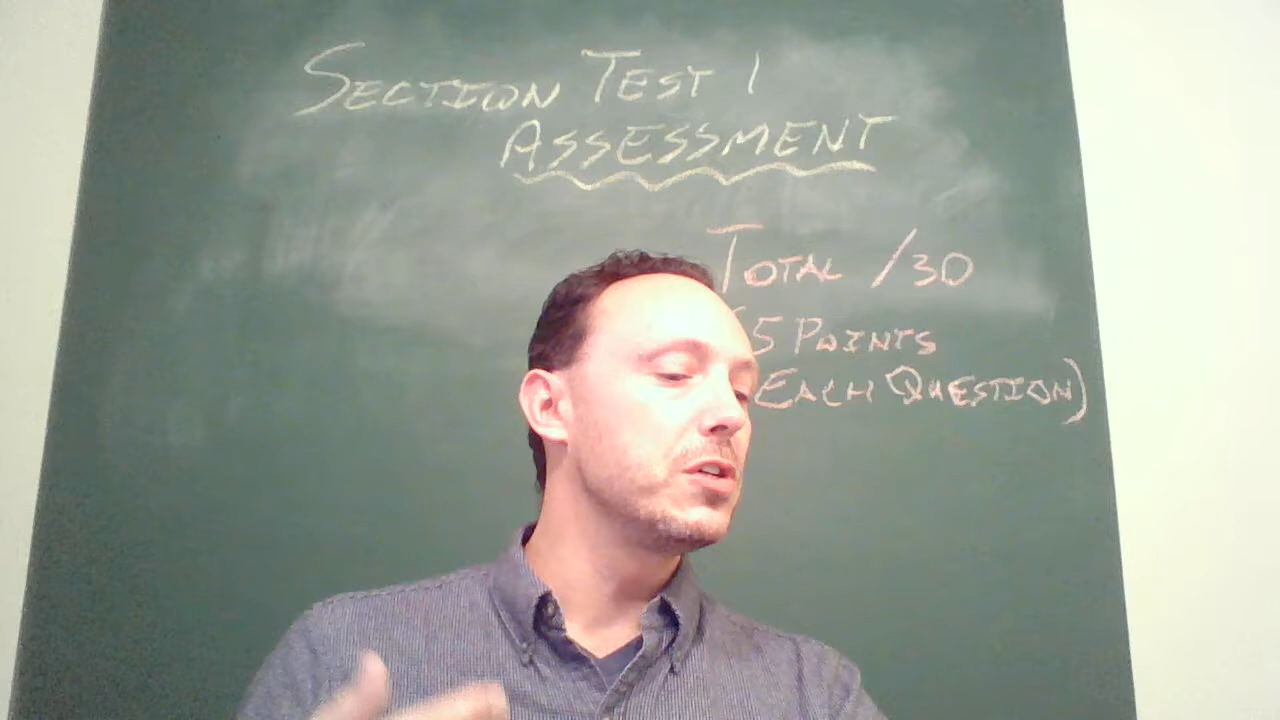 SECTION TEST 1
ASSESSMENT
TOTAL /30
(5 POINTS
EACH QUESTION)